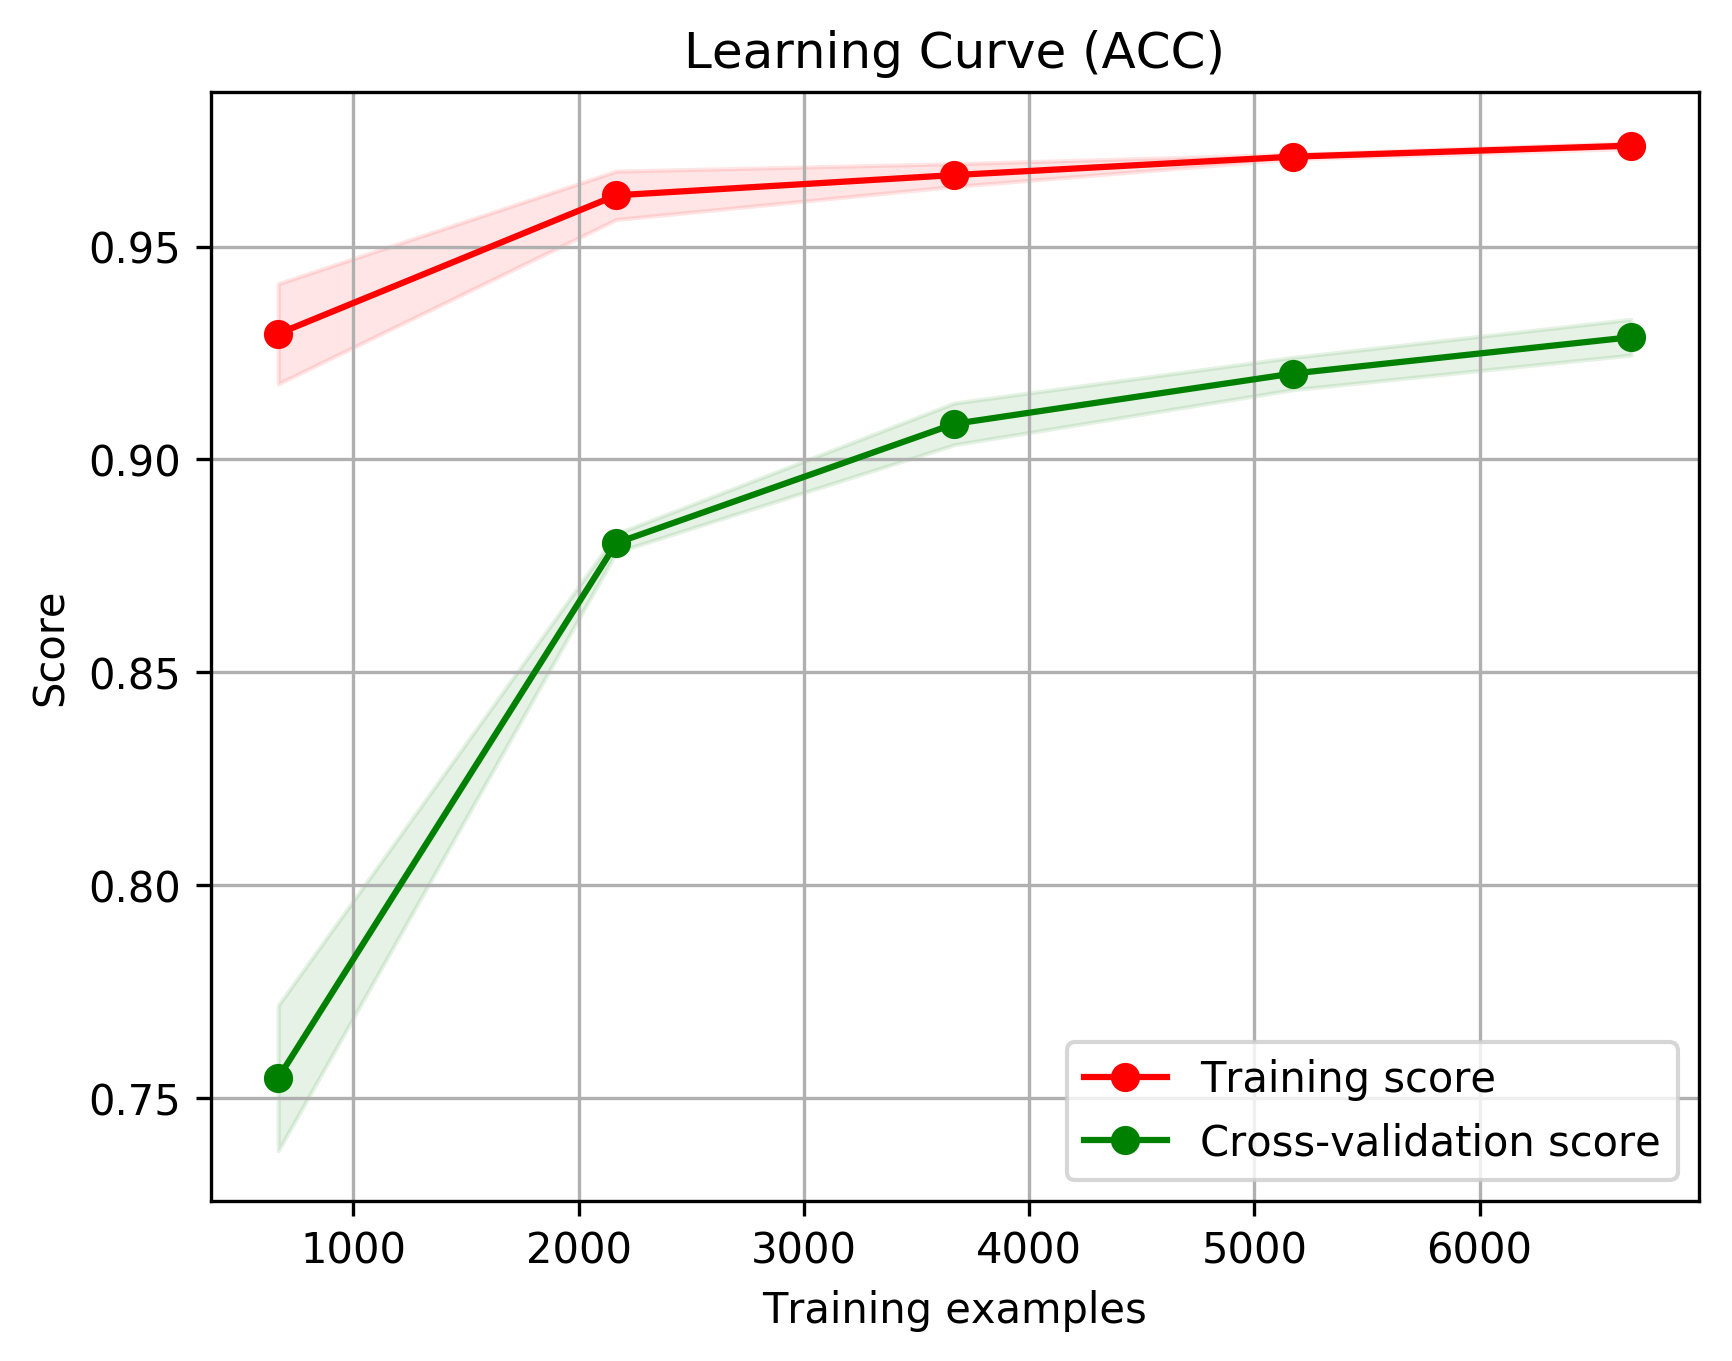 Learning Curve (ACC)
0.95
0.90
0.85
0.80
0.75
Score
1000 2000 3000 4000 5000 6000
Training examples
Training score
Cross-validation score